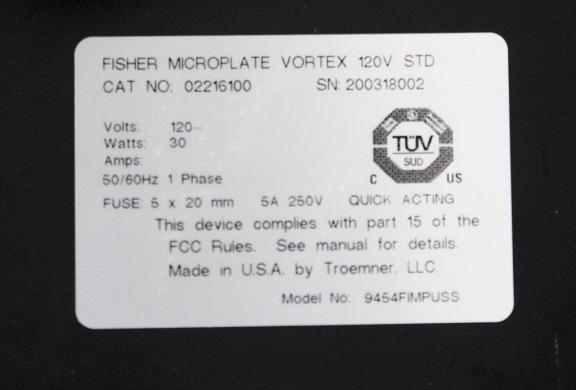 FISHER MICROPLATE VORTEX 120V STD
CAT NO: 02216100 SN: 200318002
Volts: 120~
Watts: 30
Amps:
50/60Hz 1 Phase
TÜV
SUD
C US
FUSE: 5 x 20 mm 5A 250V QUICK ACTING
This device complies with part 15 of the
FCC Rules. See manual for details.
Made in U.S.A. by Troemner, LLC.
Model No: 9454FIMPUSS